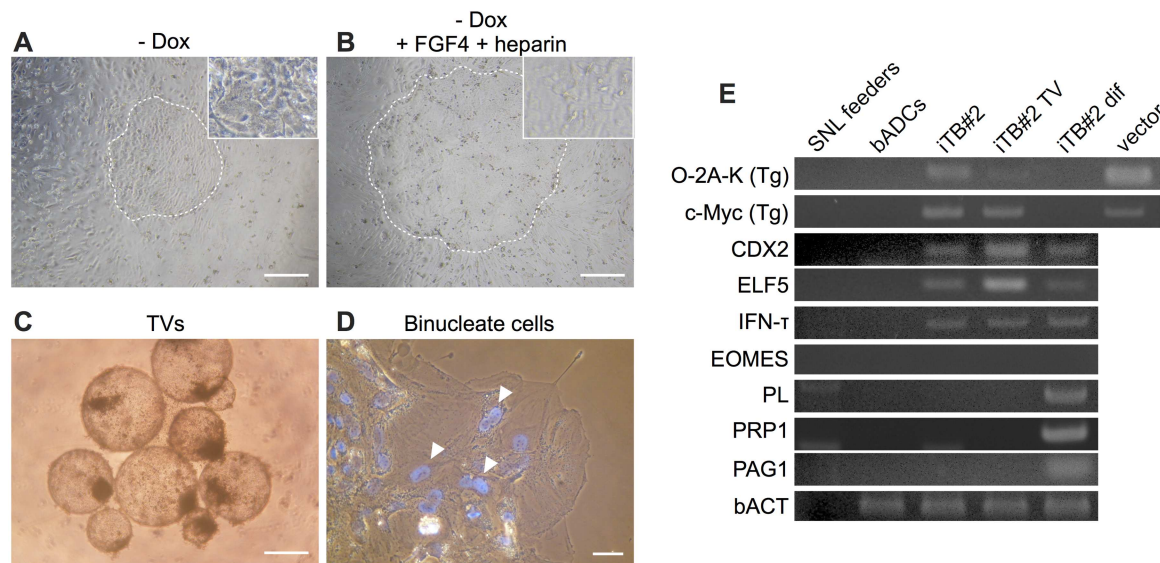 A
- Dox
B
- Dox
+ FGF4 + heparin
C
TVs
D
Binucleate cells
E
SNL feeders
bADCs
iTB#2
iTB#2 TV
iTB#2 dif
vector
O-2A-K (Tg)
c-Myc (Tg)
CDX2
ELF5
IFN-τ
EOMES
PL
PRP1
PAG1
bACT